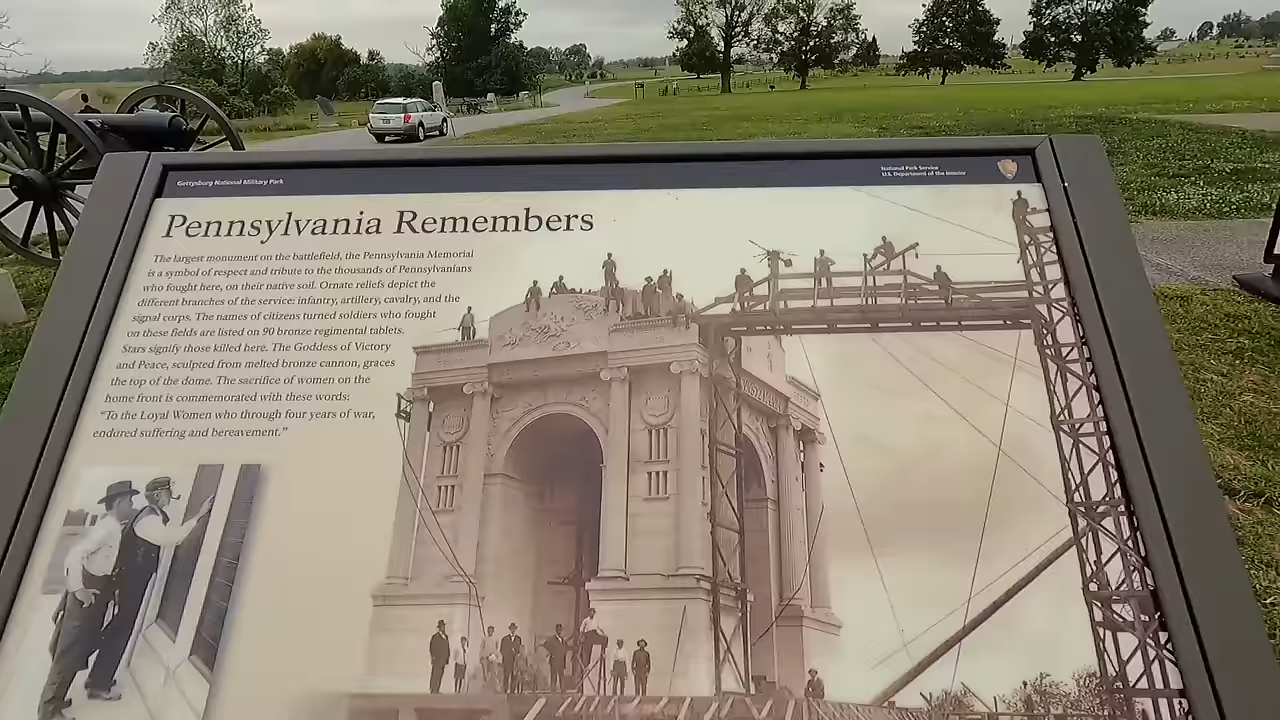 Gettysburg National Military Park
National Park Service
U.S. Department of the Interior
Pennsylvania Remembers
The largest monument on the battlefield, the Pennsylvania Memorial
is a symbol of respect and tribute to the thousands of Pennsylvanians
who fought here, on their native soil. Ornate reliefs depict the
different branches of the service: infantry, artillery, cavalry, and the
signal corps. The names of citizens turned soldiers who fought
on these fields are listed on 90 bronze regimental tablets.
Stars signify those killed here. The Goddess of Victory
and Peace, sculpted from melted bronze cannon, graces
the top of the dome. The sacrifice of women on the
home front is commemorated with these words:
"To the Loyal Women who through four years of war,
endured suffering and bereavement."